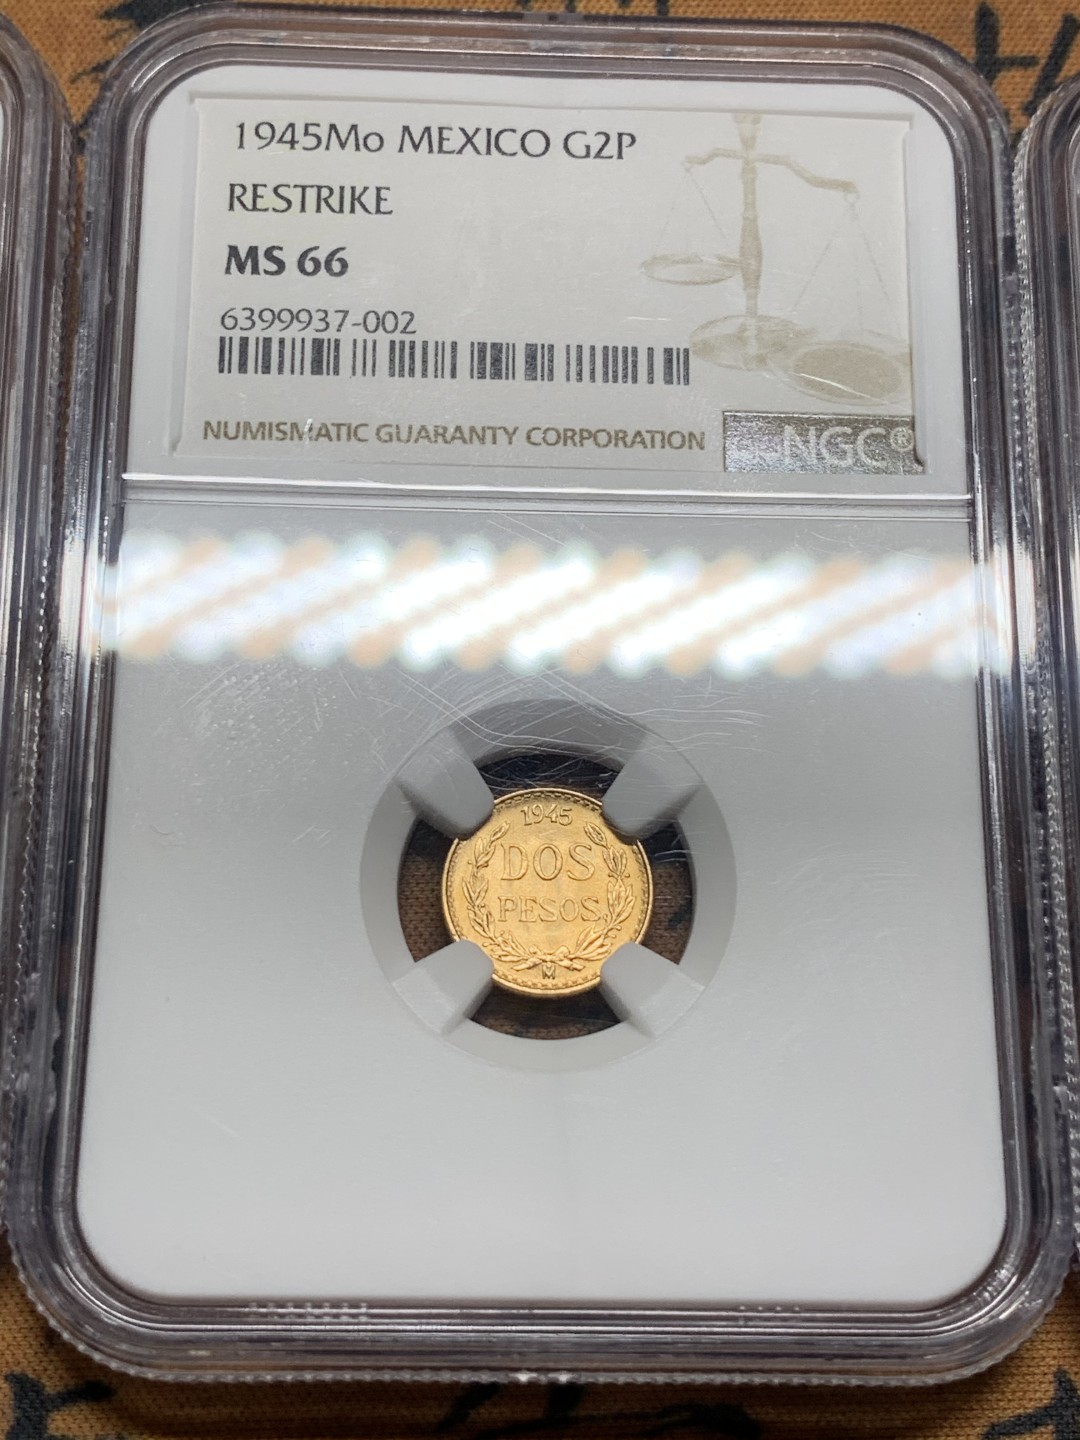 1945Mo MEXICO G2P
RESTRIKE
MS 66
6399937-002
NUMISMATIC GUARANTY CORPORATION
NGC®
1945
DOS
PESOS
M